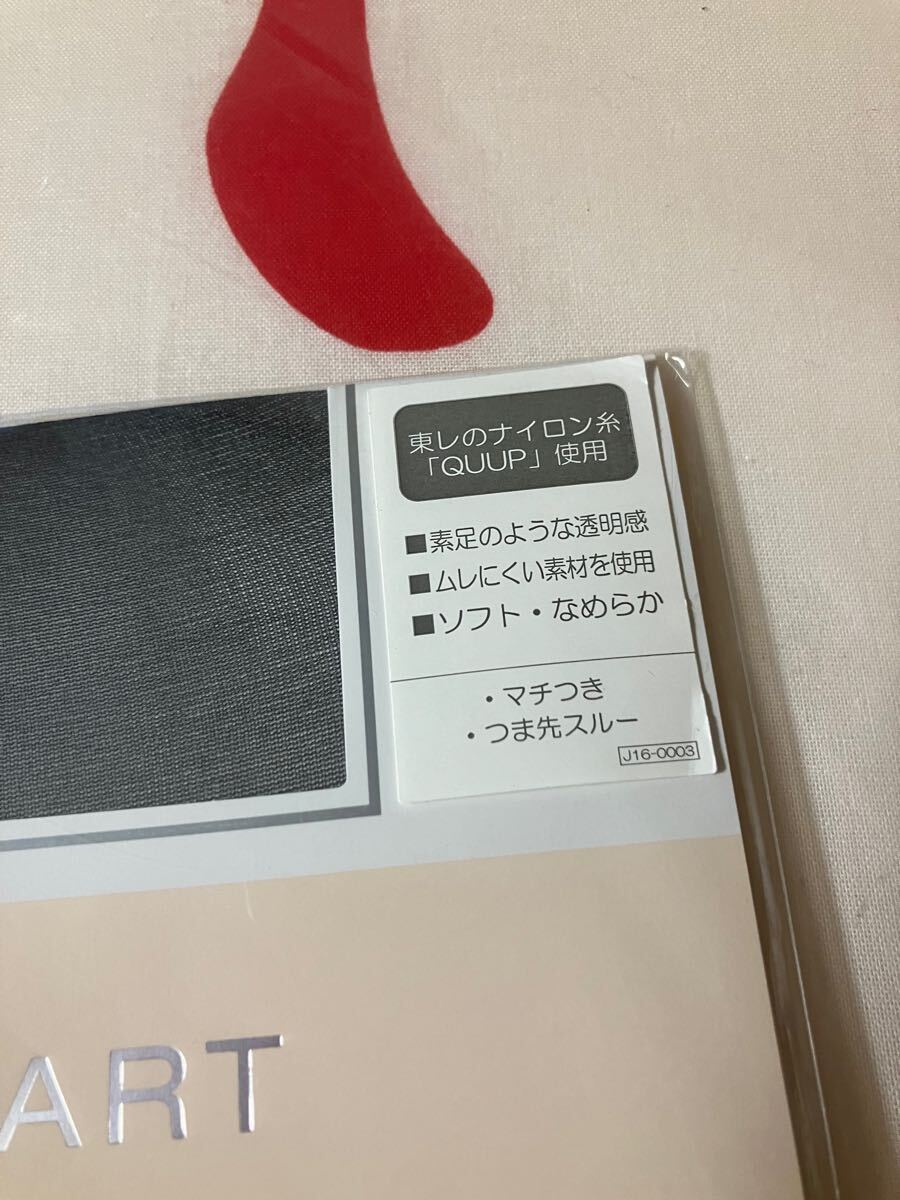 東レのナイロン糸
「QUUP」使用
■素足のような透明感
■ムレにくい素材を使用
■ソフト・なめらか
・マチつき
・つま先スルー
J16-0003
ART